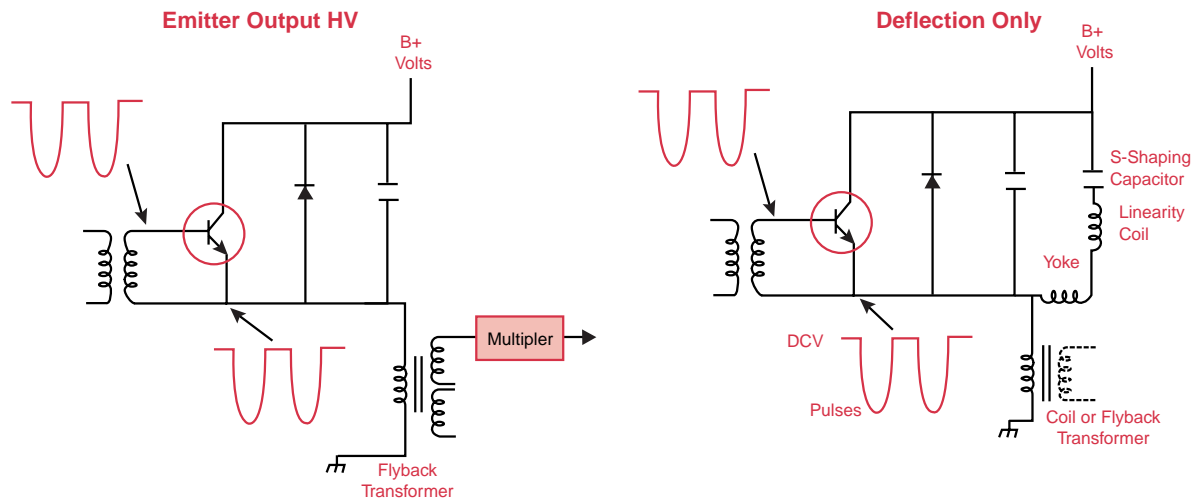 Emitter Output HV
B+
Volts
Multipler
Flyback
Transformer
Deflection Only
B+
Volts
S-Shaping
Capacitor
Linearity
Coil
Yoke
DCV
Pulses
Coil or Flyback
Transformer